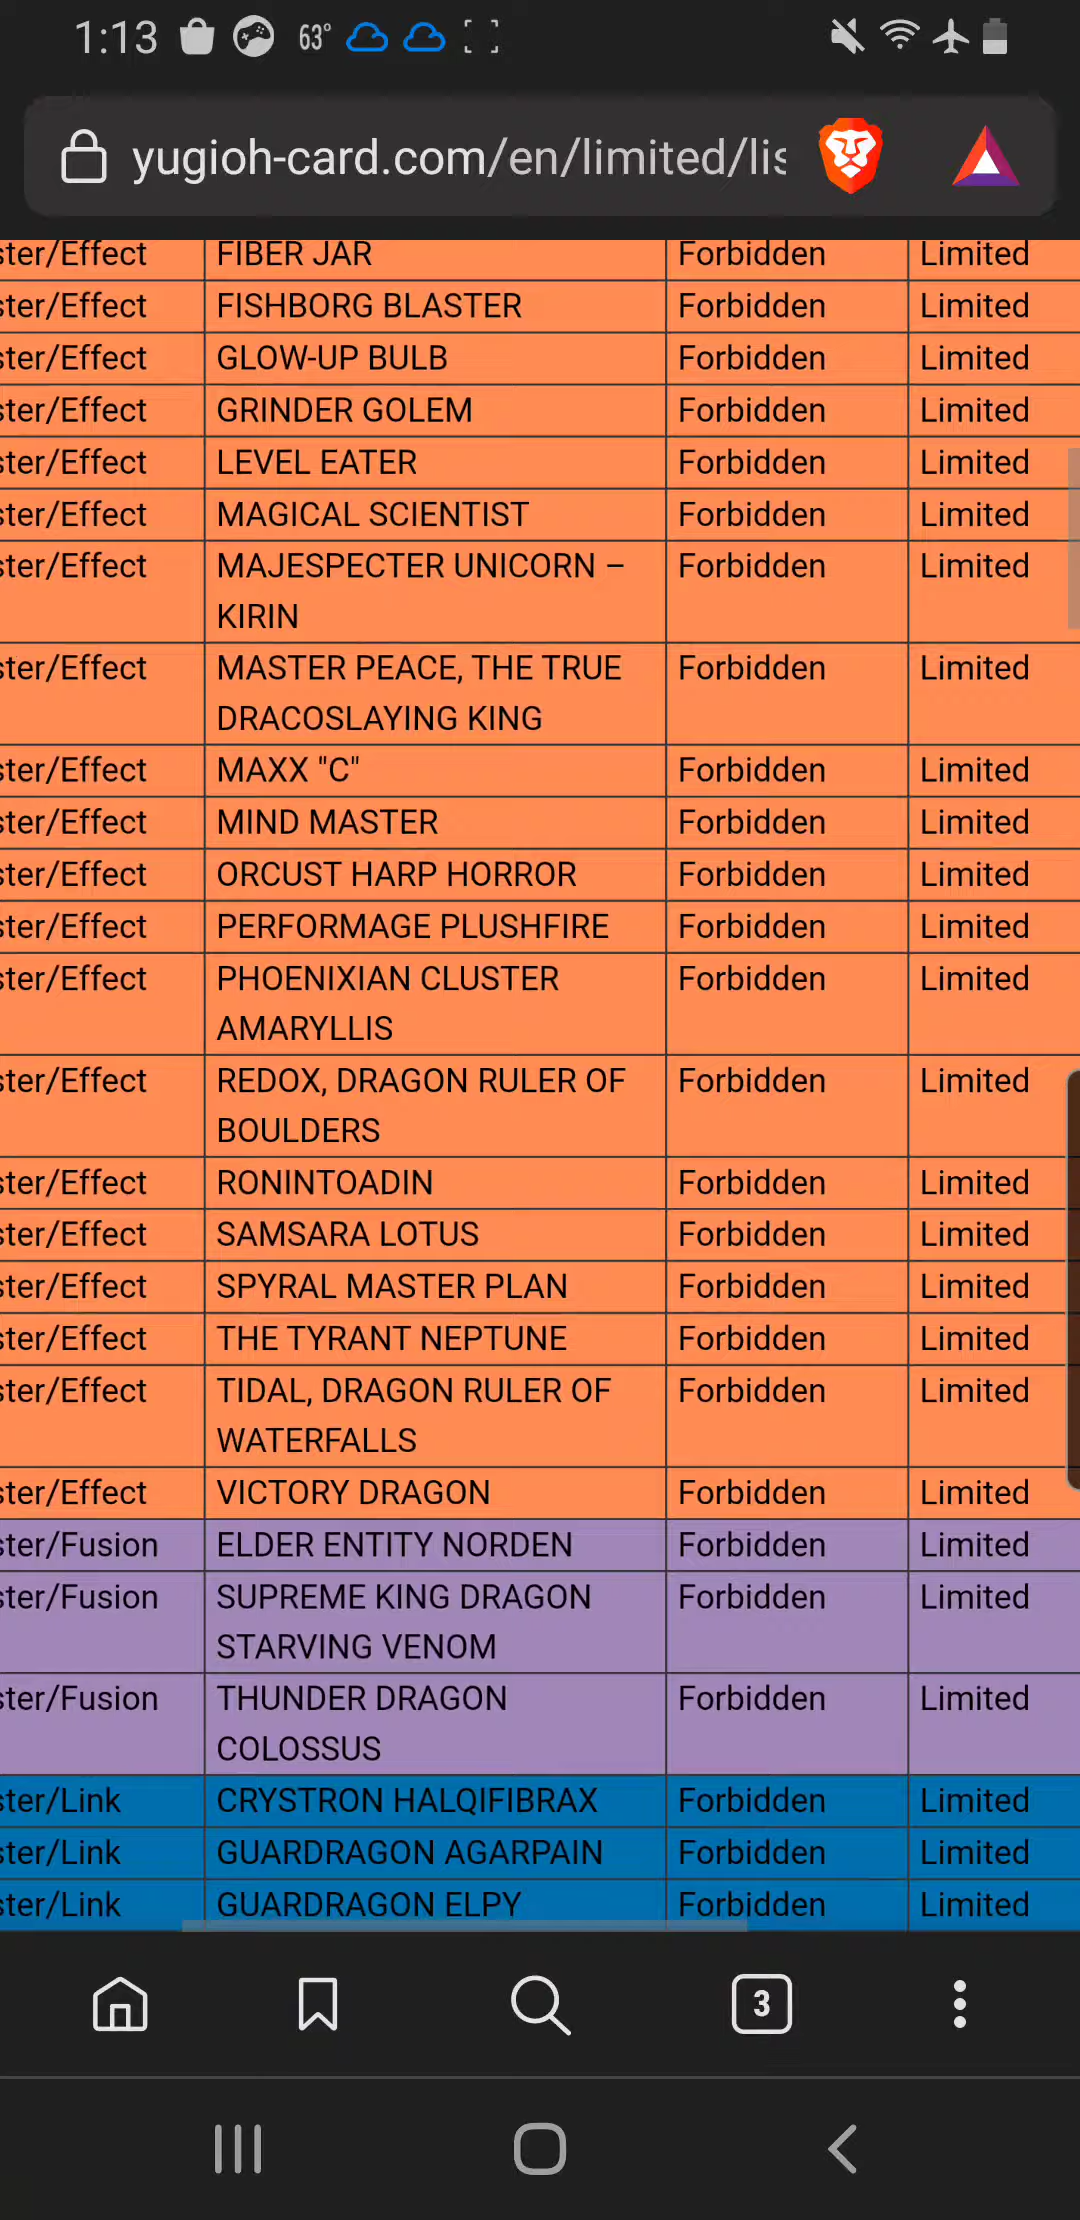 1:13 63°
yugioh-card.com/en/limited/lis
ster/Effect FIBER JAR Forbidden Limited
ster/Effect FISHBORG BLASTER Forbidden Limited
ster/Effect GLOW-UP BULB Forbidden Limited
ster/Effect GRINDER GOLEM Forbidden Limited
ster/Effect LEVEL EATER Forbidden Limited
ster/Effect MAGICAL SCIENTIST Forbidden Limited
ster/Effect MAJESPECTER UNICORN – Forbidden Limited
KIRIN
ster/Effect MASTER PEACE, THE TRUE Forbidden Limited
DRACOSLAYING KING
ster/Effect MAXX "C" Forbidden Limited
ster/Effect MIND MASTER Forbidden Limited
ster/Effect ORCUST HARP HORROR Forbidden Limited
ster/Effect PERFORMAGE PLUSHFIRE Forbidden Limited
ster/Effect PHOENIXIAN CLUSTER Forbidden Limited
AMARYLLIS
ster/Effect REDOX, DRAGON RULER OF Forbidden Limited
BOULDERS
ster/Effect RONINTOADIN Forbidden Limited
ster/Effect SAMSARA LOTUS Forbidden Limited
ster/Effect SPYRAL MASTER PLAN Forbidden Limited
ster/Effect THE TYRANT NEPTUNE Forbidden Limited
ster/Effect TIDAL, DRAGON RULER OF Forbidden Limited
WATERFALLS
ster/Effect VICTORY DRAGON Forbidden Limited
ster/Fusion ELDER ENTITY NORDEN Forbidden Limited
ster/Fusion SUPREME KING DRAGON Forbidden Limited
STARVING VENOM
ster/Fusion THUNDER DRAGON Forbidden Limited
COLOSSUS
ster/Link CRYSTRON HALQIFIBRAX Forbidden Limited
ster/Link GUARDRAGON AGARPAIN Forbidden Limited
ster/Link GUARDRAGON ELPY Forbidden Limited
3